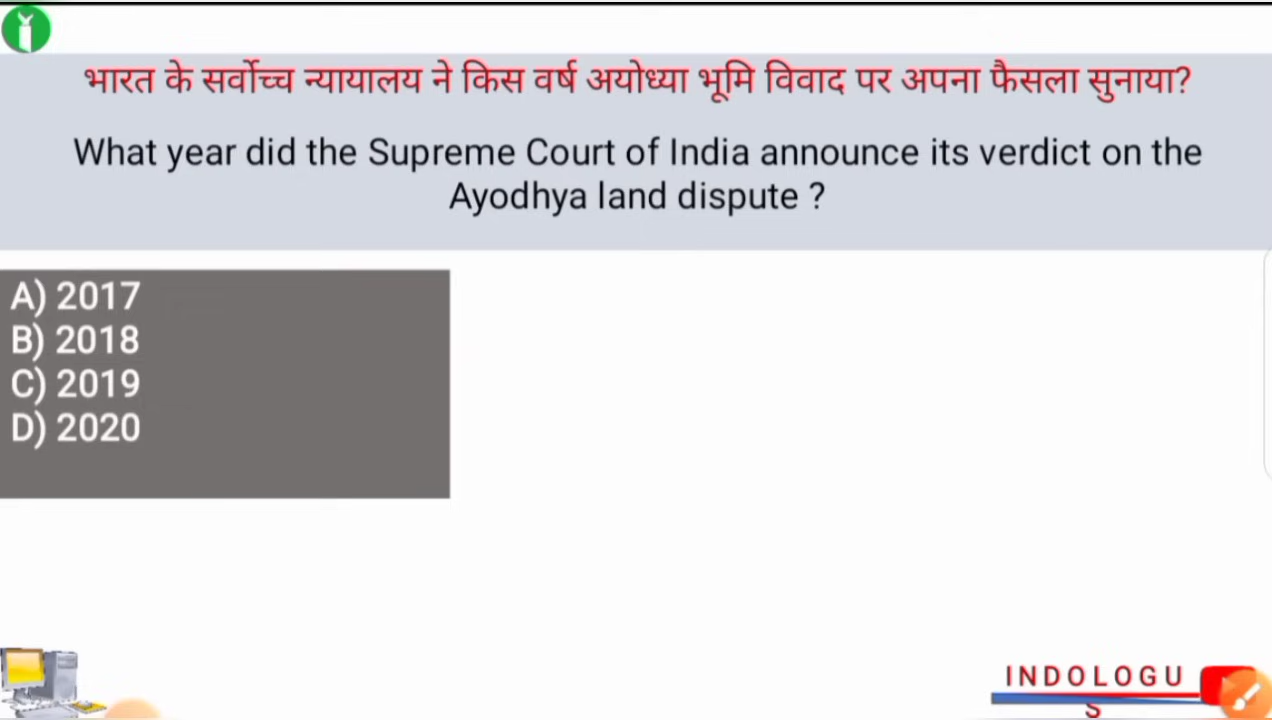 भारत के सर्वोच्च न्यायालय ने किस वर्ष अयोध्या भूमि विवाद पर अपना फैसला सुनाया?
What year did the Supreme Court of India announce its verdict on the
Ayodhya land dispute ?
A) 2017
B) 2018
C) 2019
D) 2020
INDOLOGU
S